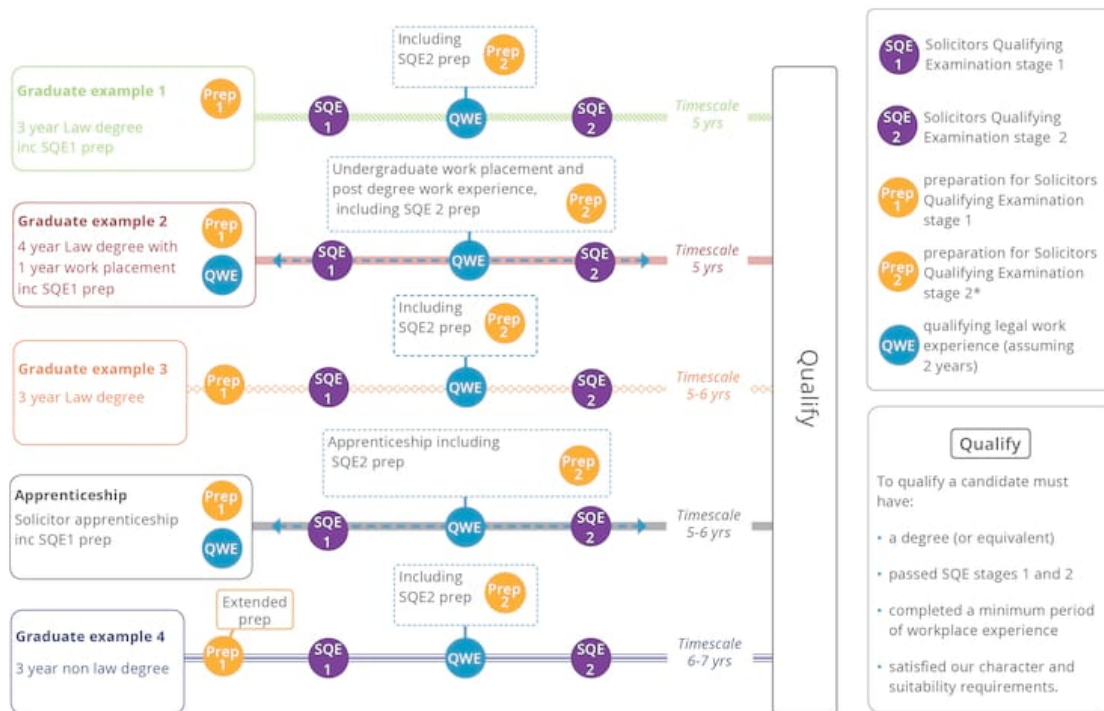 Including
SQE2 prep
Prep
2
Graduate example 1
Prep
1
3 year Law degree
inc SQE1 prep
SQE
1
QWE
SQE
2
Timescale
5 yrs
Undergraduate work placement and
post degree work experience,
including SQE 2 prep
Prep
2
Graduate example 2
Prep
1
4 year Law degree with
1 year work placement
inc SQE1 prep
QWE
SQE
1
QWE
SQE
2
Timescale
5 yrs
Including
SQE2 prep
Prep
2
Graduate example 3
3 year Law degree
Prep
1
SQE
1
QWE
SQE
2
Timescale
5-6 yrs
Apprenticeship including
SQE2 prep
Prep
2
Apprenticeship
Prep
1
Solicitor apprenticeship
inc SQE1 prep
QWE
SQE
1
QWE
SQE
2
Timescale
5-6 yrs
Including
SQE2 prep
Prep
2
Extended
prep
Graduate example 4
3 year non law degree
Prep
1
SQE
1
QWE
SQE
2
Timescale
6-7 yrs
Qualify
SQE
1
Solicitors Qualifying
Examination stage 1
SQE
2
Solicitors Qualifying
Examination stage 2
Prep
1
preparation for Solicitors
Qualifying Examination
stage 1
Prep
2
preparation for Solicitors
Qualifying Examination
stage 2*
QWE
qualifying legal work
experience (assuming
2 years)
Qualify
To qualify a candidate must
have:
• a degree (or equivalent)
• passed SQE stages 1 and 2
• completed a minimum period
of workplace experience
• satisfied our character and
suitability requirements.